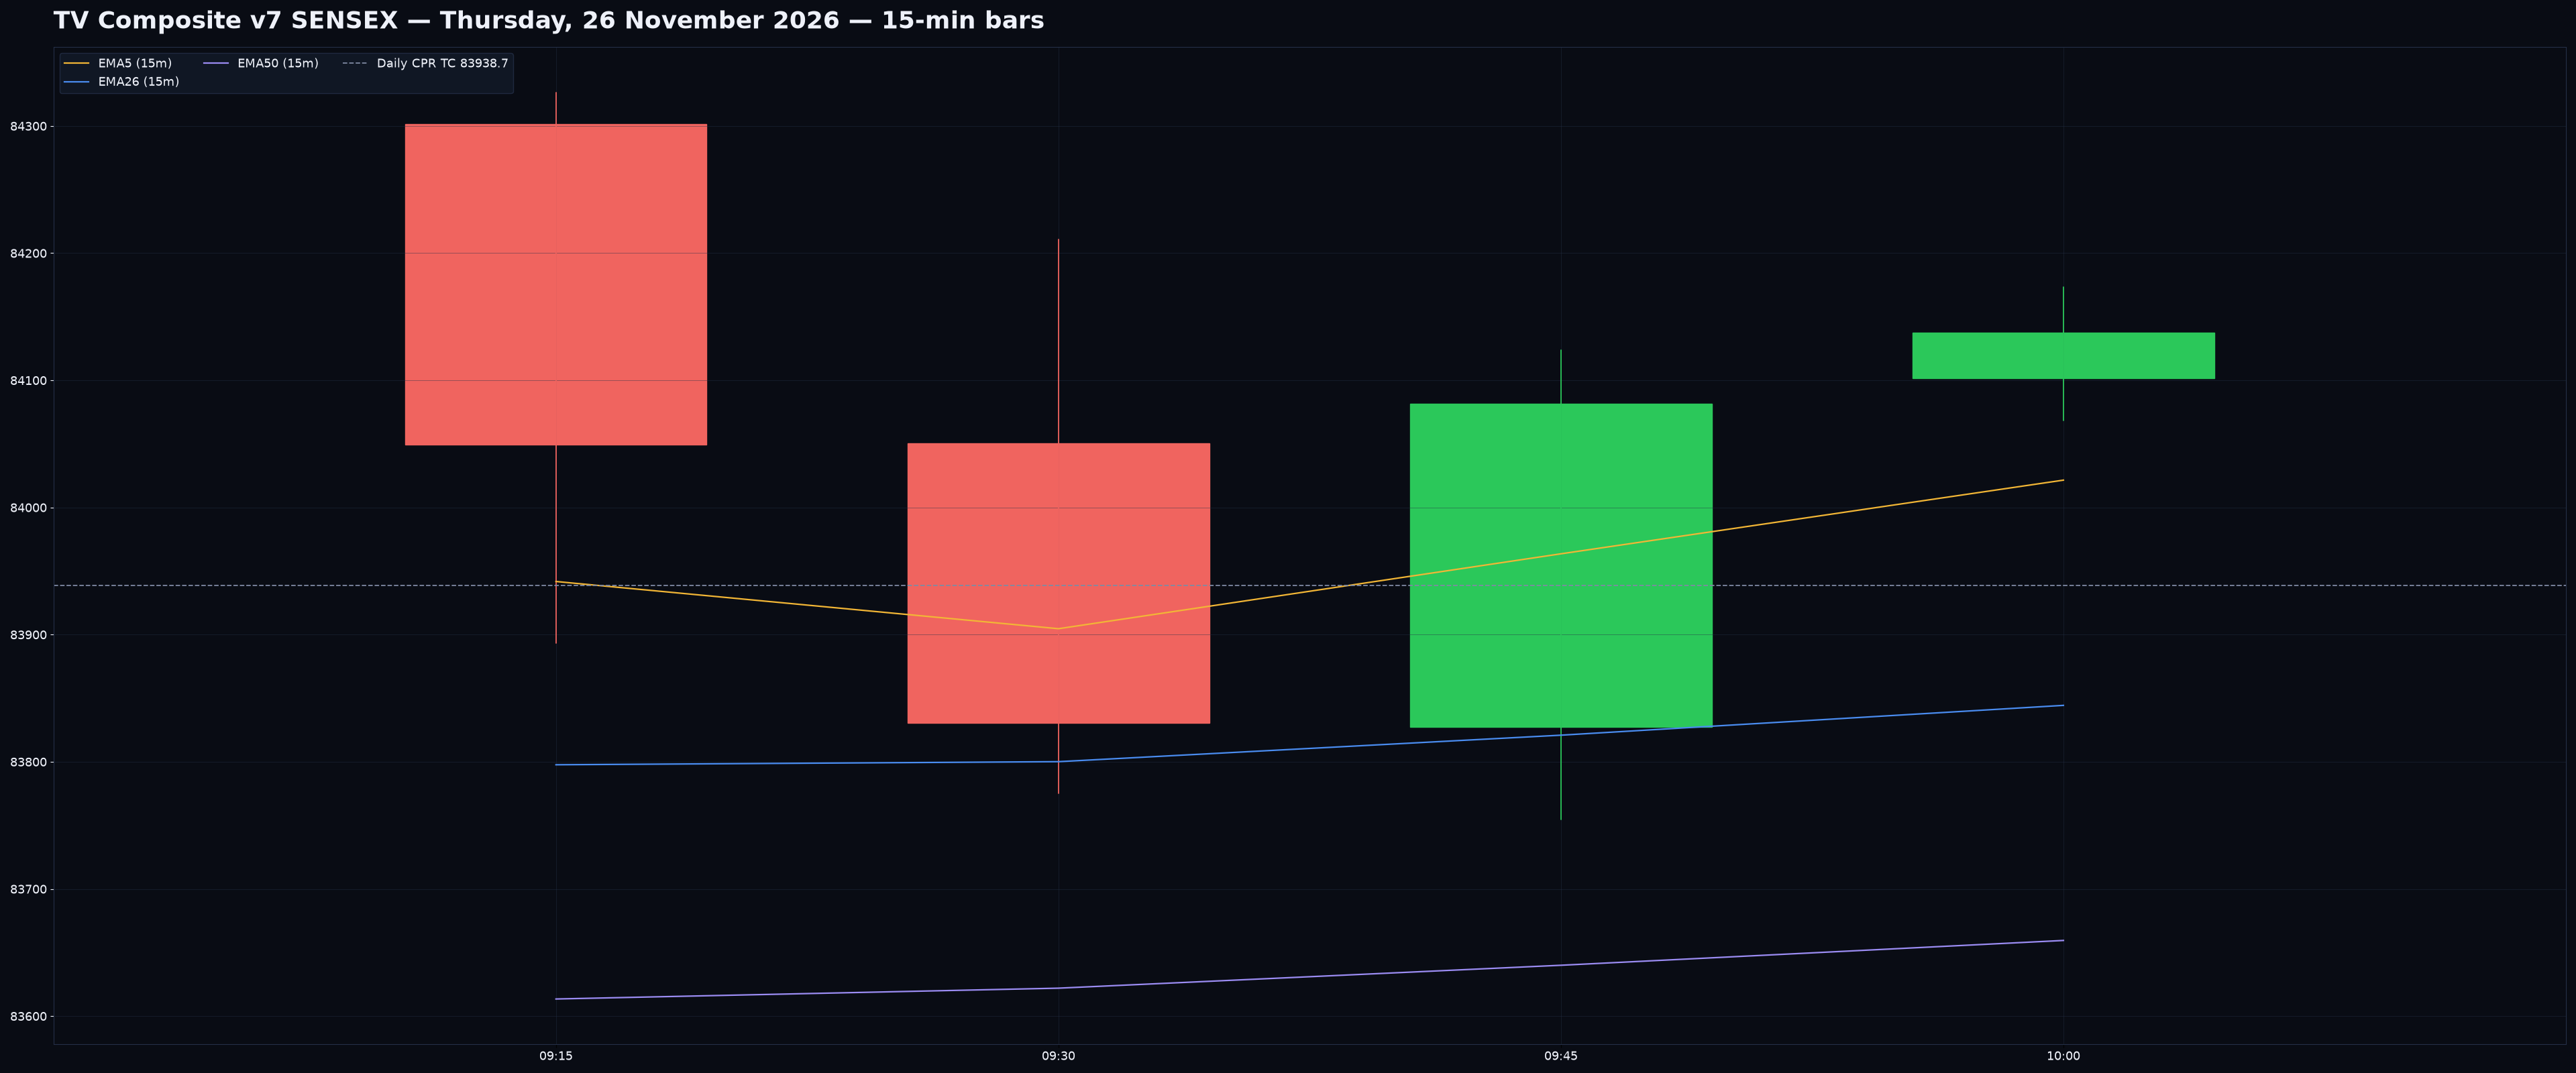 TV Composite v7 SENSEX — Thursday, 26 November 2026 — 15-min bars
EMA5 (15m) EMA50 (15m) Daily CPR TC 83938.7
EMA26 (15m)
84300
84200
84100
84000
83900
83800
83700
83600
09:15 09:30 09:45 10:00